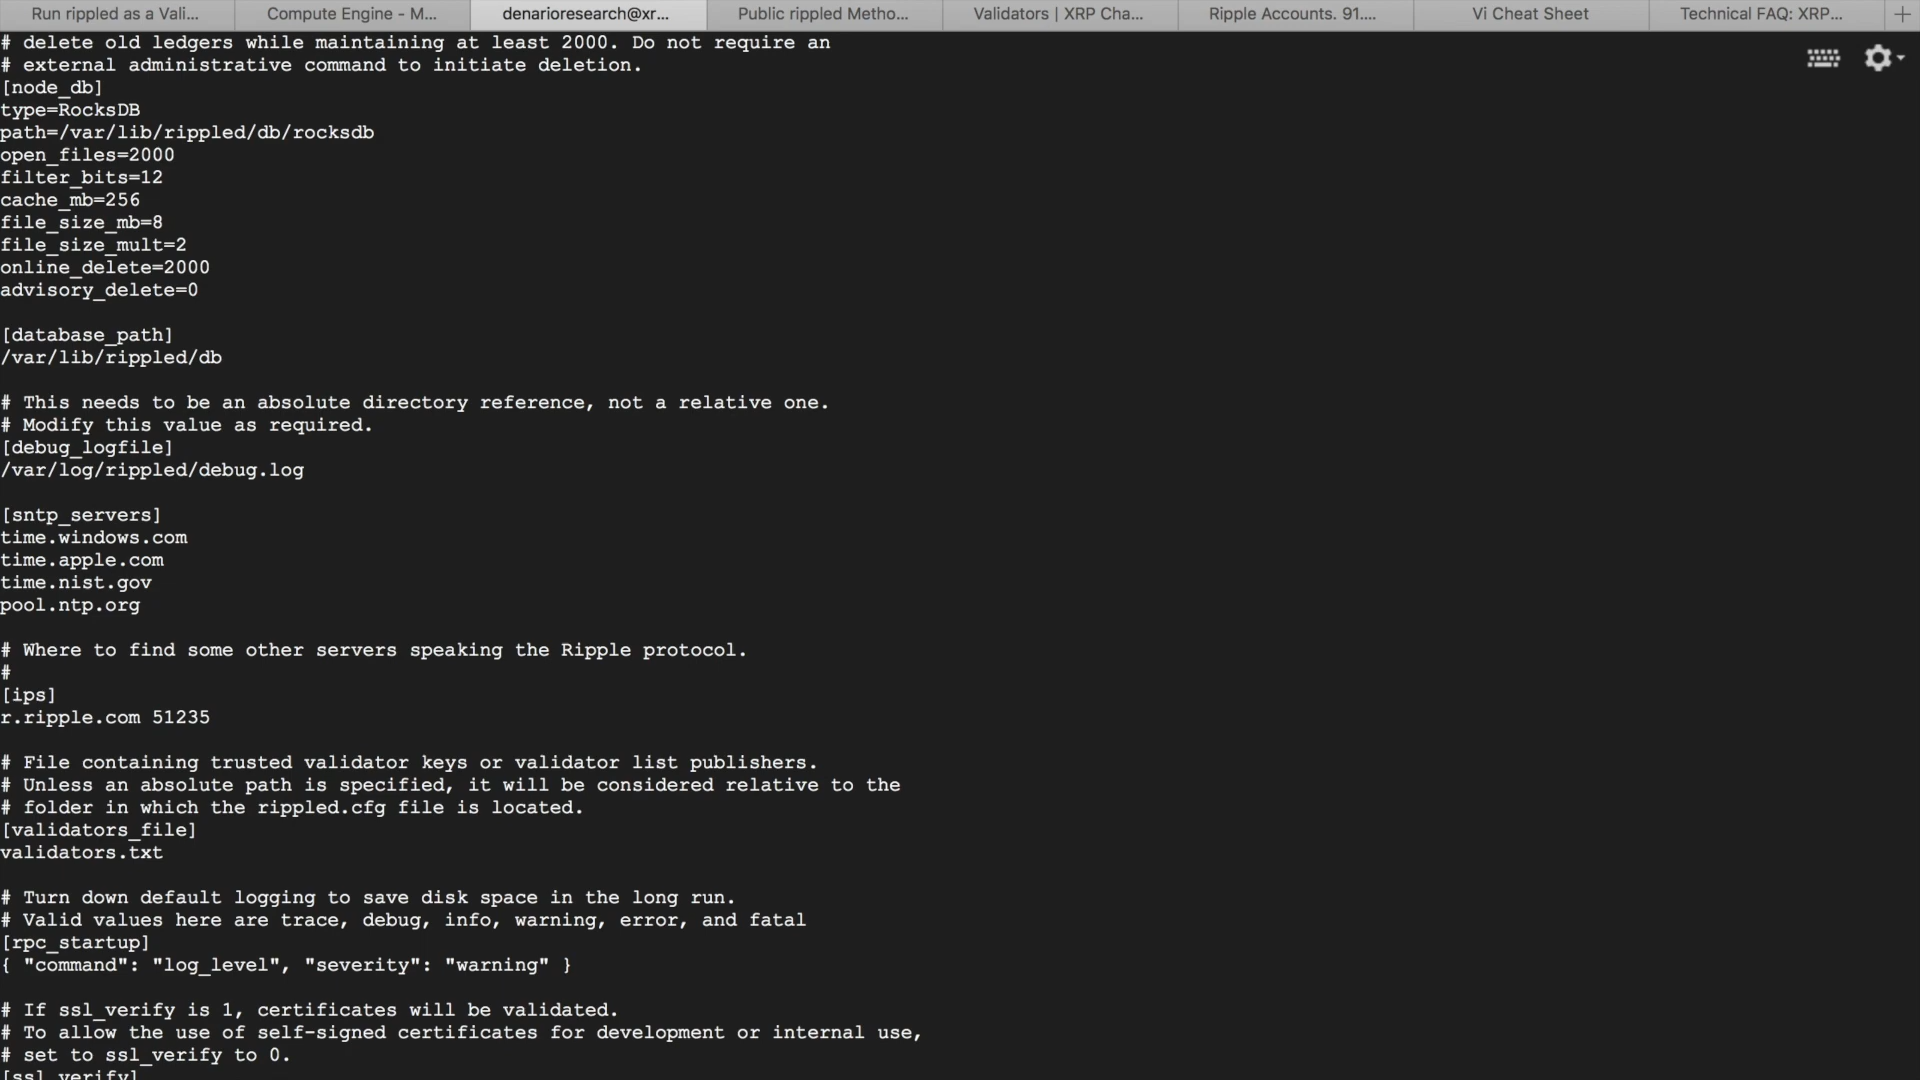 Run rippled as a Vali...
Compute Engine - M...
denarioresearch@xr...
Public rippled Metho...
Validators | XRP Cha...
Ripple Accounts. 91....
Vi Cheat Sheet
Technical FAQ: XRP...
# delete old ledgers while maintaining at least 2000. Do not require an
# external administrative command to initiate deletion.
[node_db]
type=RocksDB
path=/var/lib/rippled/db/rocksdb
open_files=2000
filter_bits=12
cache_mb=256
file_size_mb=8
file_size_mult=2
online_delete=2000
advisory_delete=0
[database_path]
/var/lib/rippled/db
# This needs to be an absolute directory reference, not a relative one.
# Modify this value as required.
[debug_logfile]
/var/log/rippled/debug.log
[sntp_servers]
time.windows.com
time.apple.com
time.nist.gov
pool.ntp.org
# Where to find some other servers speaking the Ripple protocol.
#
[ips]
r.ripple.com 51235
# File containing trusted validator keys or validator list publishers.
# Unless an absolute path is specified, it will be considered relative to the
# folder in which the rippled.cfg file is located.
[validators_file]
validators.txt
# Turn down default logging to save disk space in the long run.
# Valid values here are trace, debug, info, warning, error, and fatal
[rpc_startup]
{ "command": "log_level", "severity": "warning" }
# If ssl_verify is 1, certificates will be validated.
# To allow the use of self-signed certificates for development or internal use,
# set to ssl_verify to 0.
[ssl_verify]